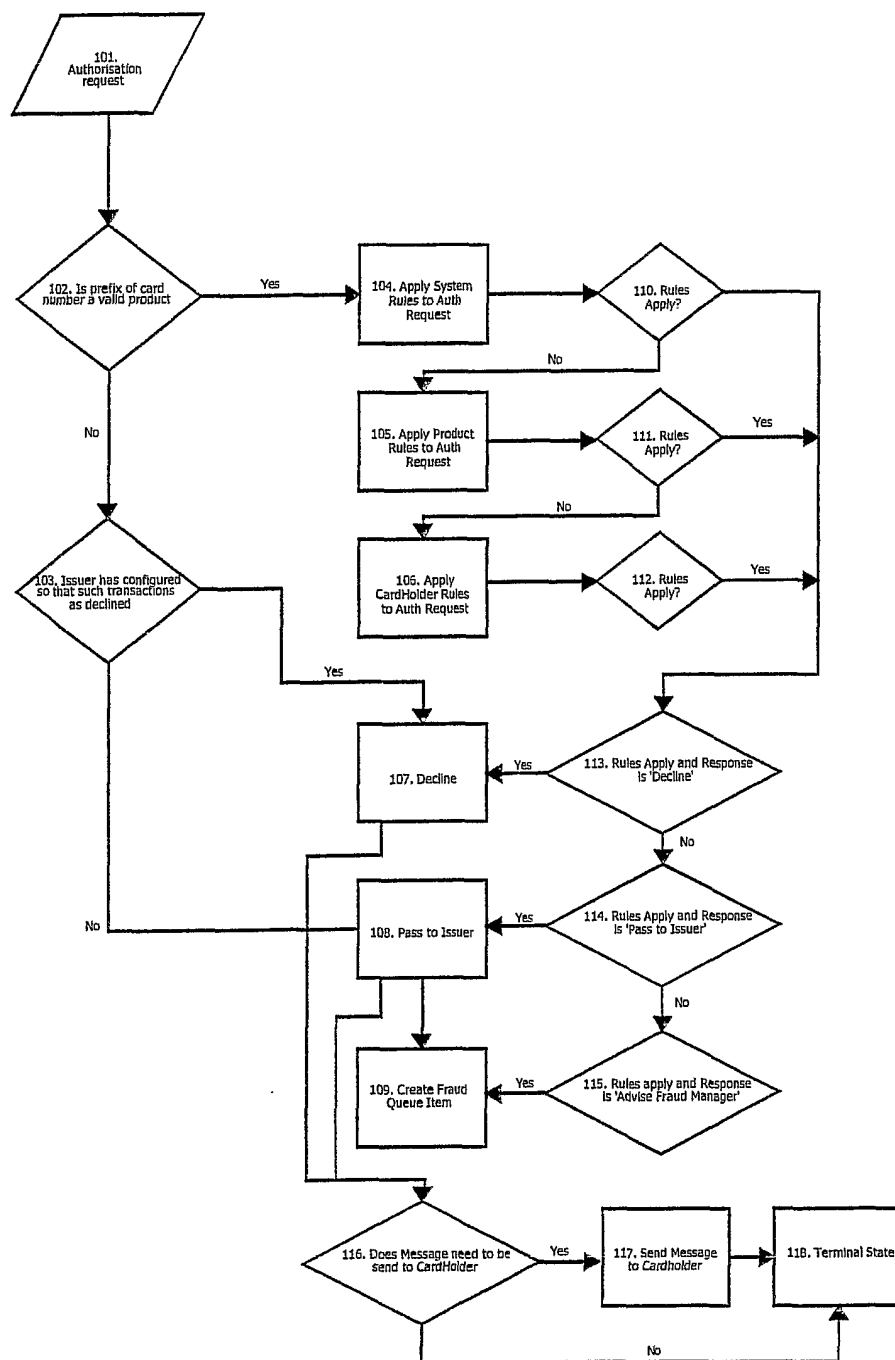 101.
Authorisation
request
102. Is prefix of card
number a valid product
Yes
104. Apply System
Rules to Auth
Request
110. Rules
Apply?
No
No
105. Apply Product
Rules to Auth
Request
111. Rules
Apply?
Yes
No
103. Issuer has configured
so that such transactions
as declined
106. Apply
CardHolder Rules
to Auth Request
112. Rules
Apply?
Yes
Yes
107. Decline
Yes
113. Rules Apply and Response
is 'Decline'
No
No
108. Pass to Issuer
Yes
114. Rules Apply and Response
is 'Pass to Issuer'
No
109. Create Fraud
Queue Item
Yes
115. Rules apply and Response
is 'Advise Fraud Manager'
116. Does Message need to be
send to CardHolder
Yes
117. Send Message
to Cardholder
118. Terminal State
No